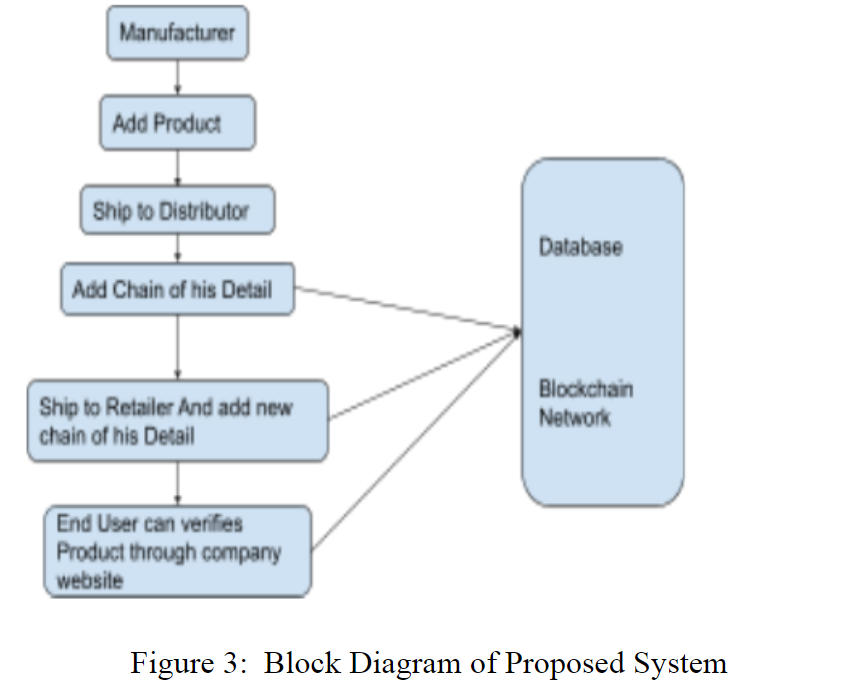 Manufacturer
Add Product
Ship to Distributor
Add Chain of his Detail
Ship to Retailer And add new
chain of his Detail
End User can verifies
Product through company
website
Database
Blockchain
Network
Figure 3: Block Diagram of Proposed System